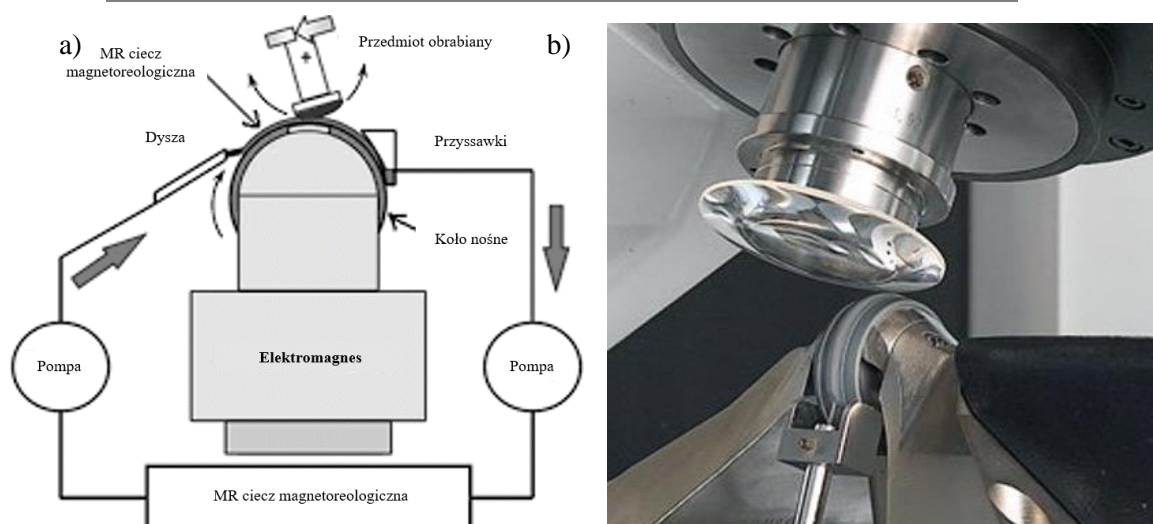 a)
MR ciecz
magnetoreologiczna
Przedmiot obrabiany
b)
Dysza
Przyssawki
Koło nośne
Pompa
Elektromagnes
Pompa
MR ciecz magnetoreologiczna